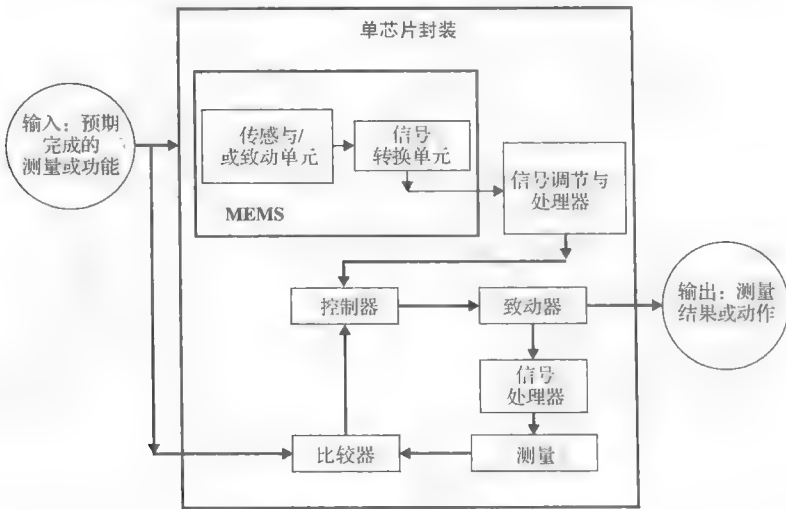 单芯片封装
输入：预期
完成的
测量或功能
传感与/
或致动单元
信号
转换单元
MEMS
信号调节与
处理器
控制器
致动器
输出：测量
结果或动作
信号
处理器
比较器
测量